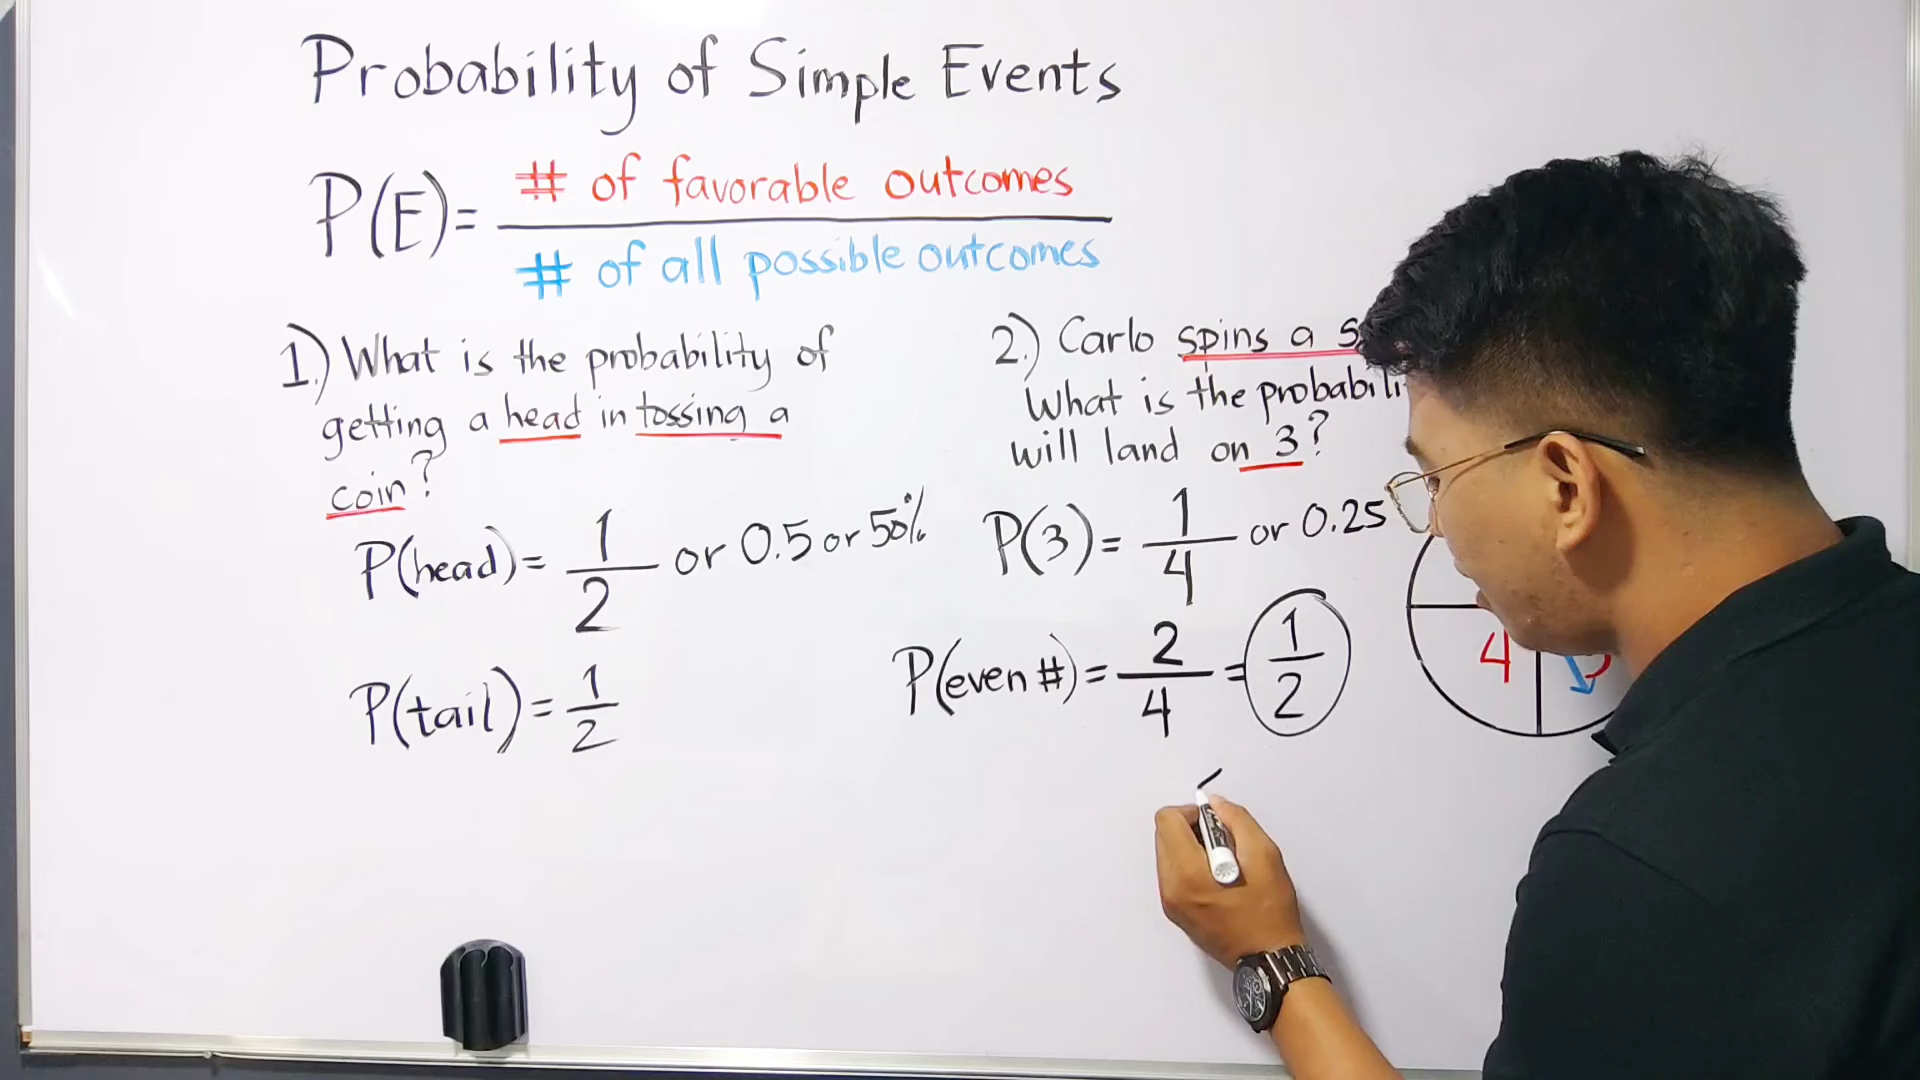 Probability of Simple Events
P(E)= # of favorable outcomes
# of all possible outcomes
1.) What is the probability of
getting a head in tossing a
coin?
P(head)= 1/2 or 0.5 or 50%
P(tail)= 1/2
2.) Carlo spins a
What is the
will land on 3?
P(3)= 1/4 or 0.25
P(even #)= 2/4 = 1/2
4